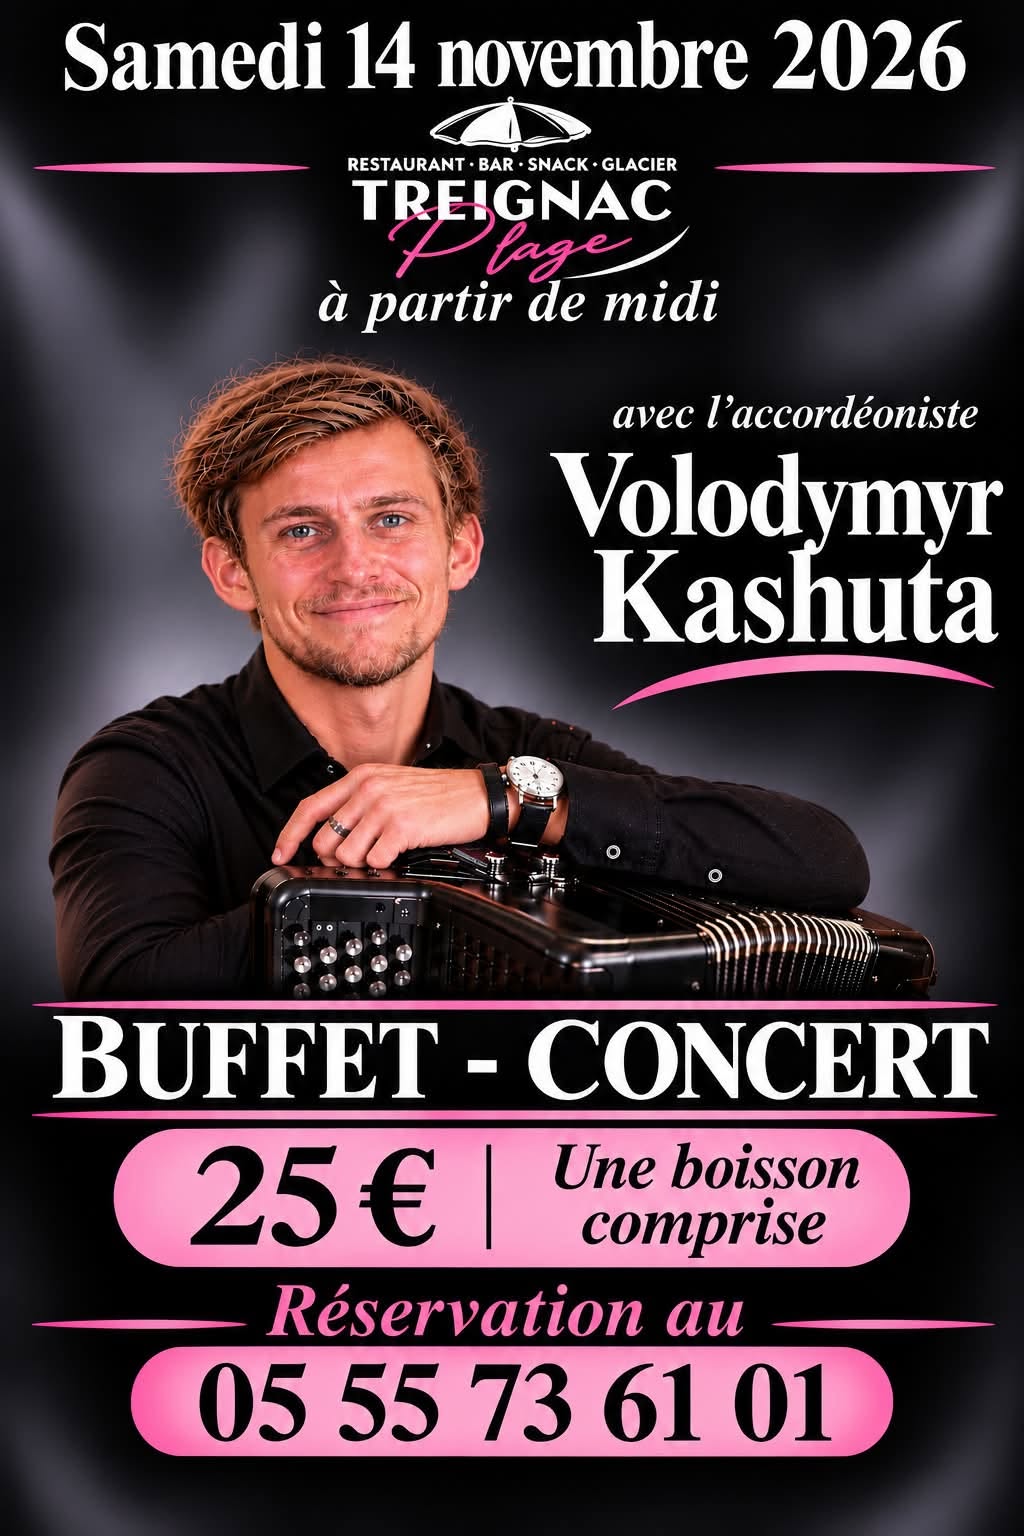 Samedi 14 novembre 2026
RESTAURANT · BAR · SNACK · GLACIER
TREIGNAC
Plage
à partir de midi
avec l'accordéoniste
Volodymyr
Kashuta
BUFFET - CONCERT
25 €
Une boisson
comprise
Réservation au
05 55 73 61 01